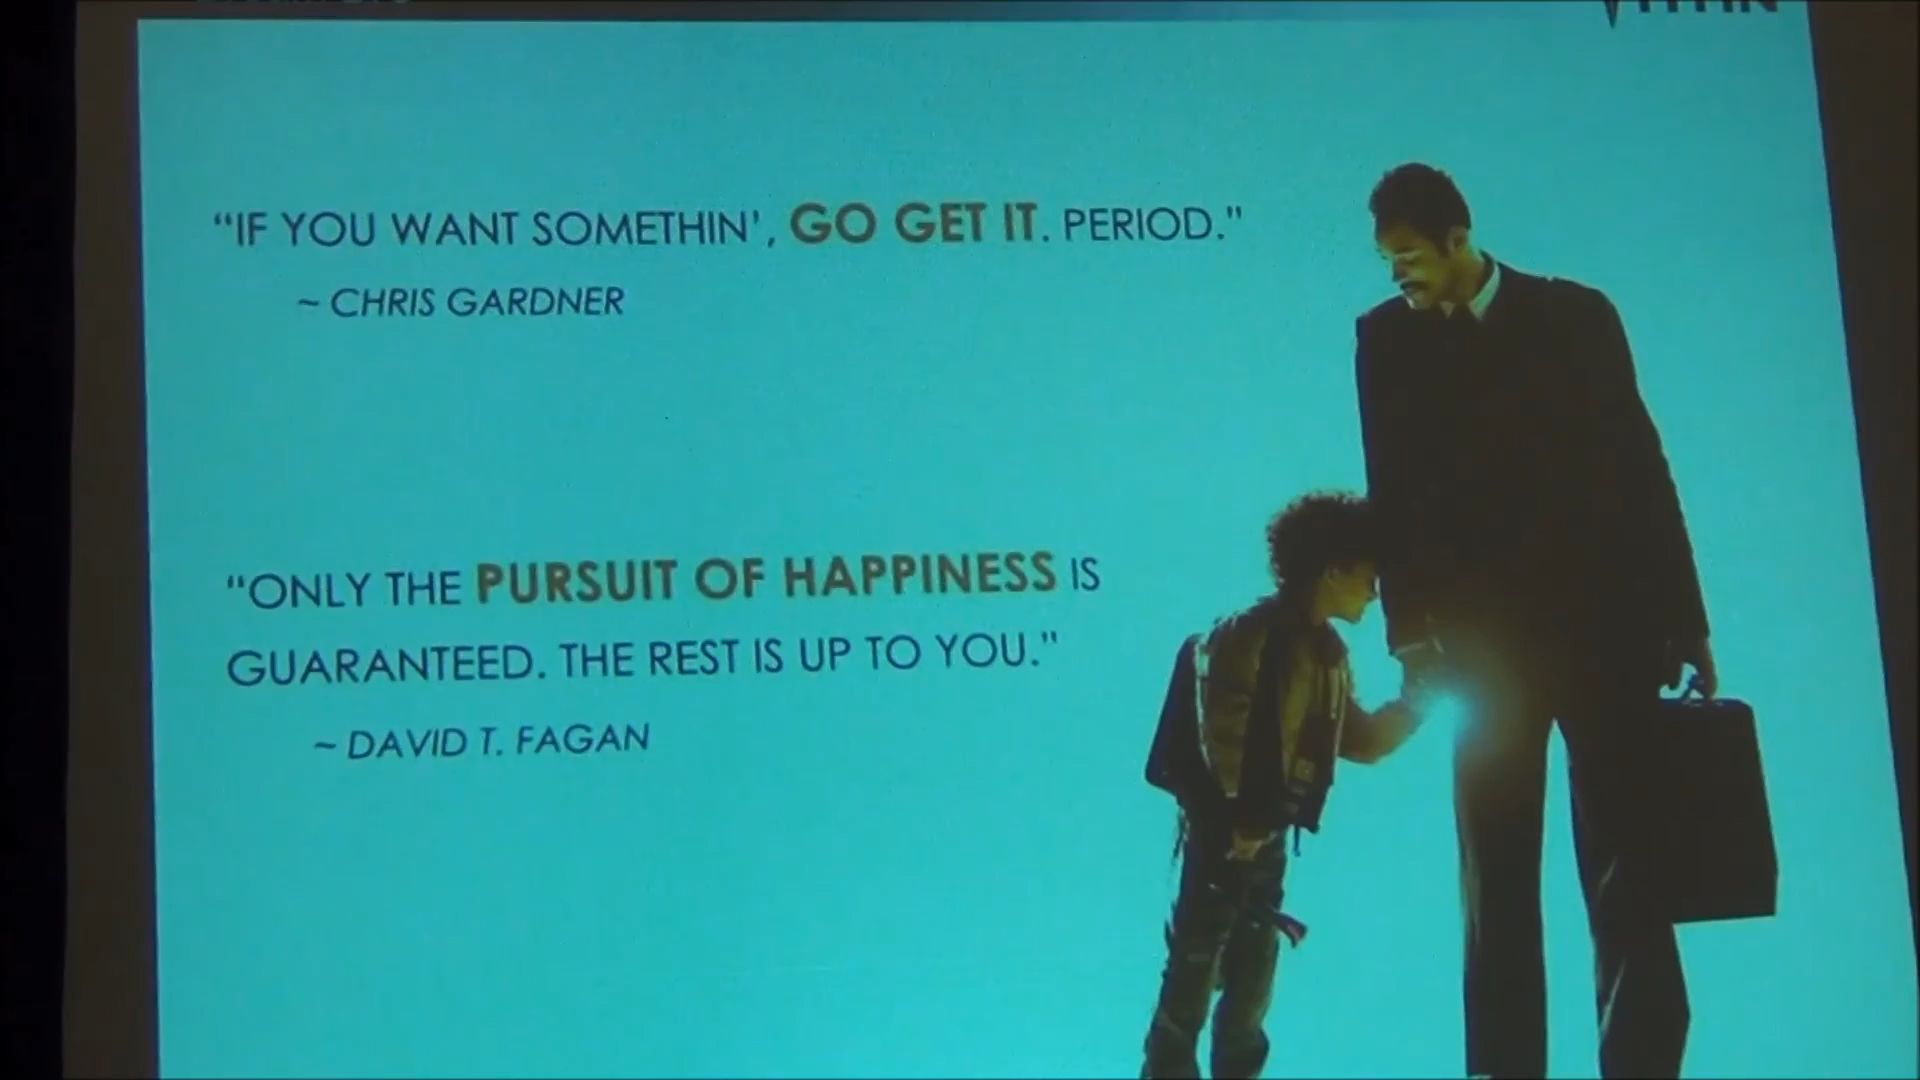 “IF YOU WANT SOMETHIN’, GO GET IT. PERIOD."
~ CHRIS GARDNER
“ONLY THE PURSUIT OF HAPPINESS IS
GUARANTEED. THE REST IS UP TO YOU."
~ DAVID T. FAGAN